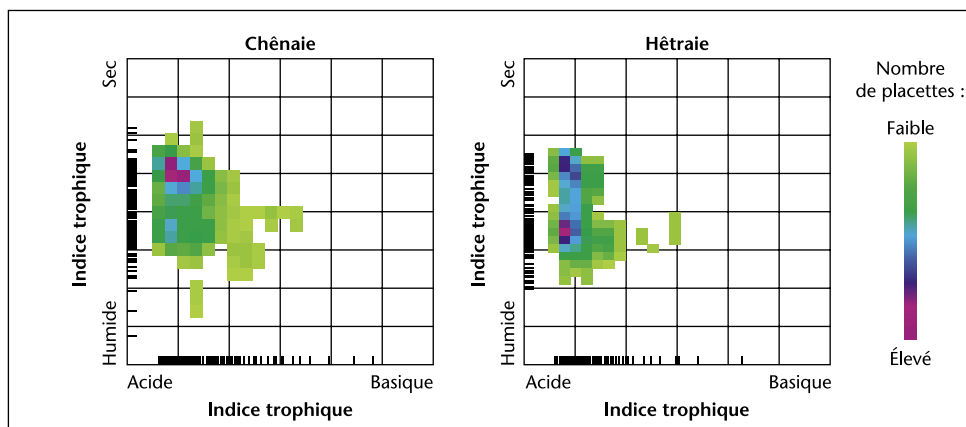 Chênaie
Sec
Indice trophique
Humide
Acide
Basique
Indice trophique
Hêtraie
Sec
Indice trophique
Humide
Acide
Basique
Indice trophique
Nombre
de placettes :
Faible
Élevé